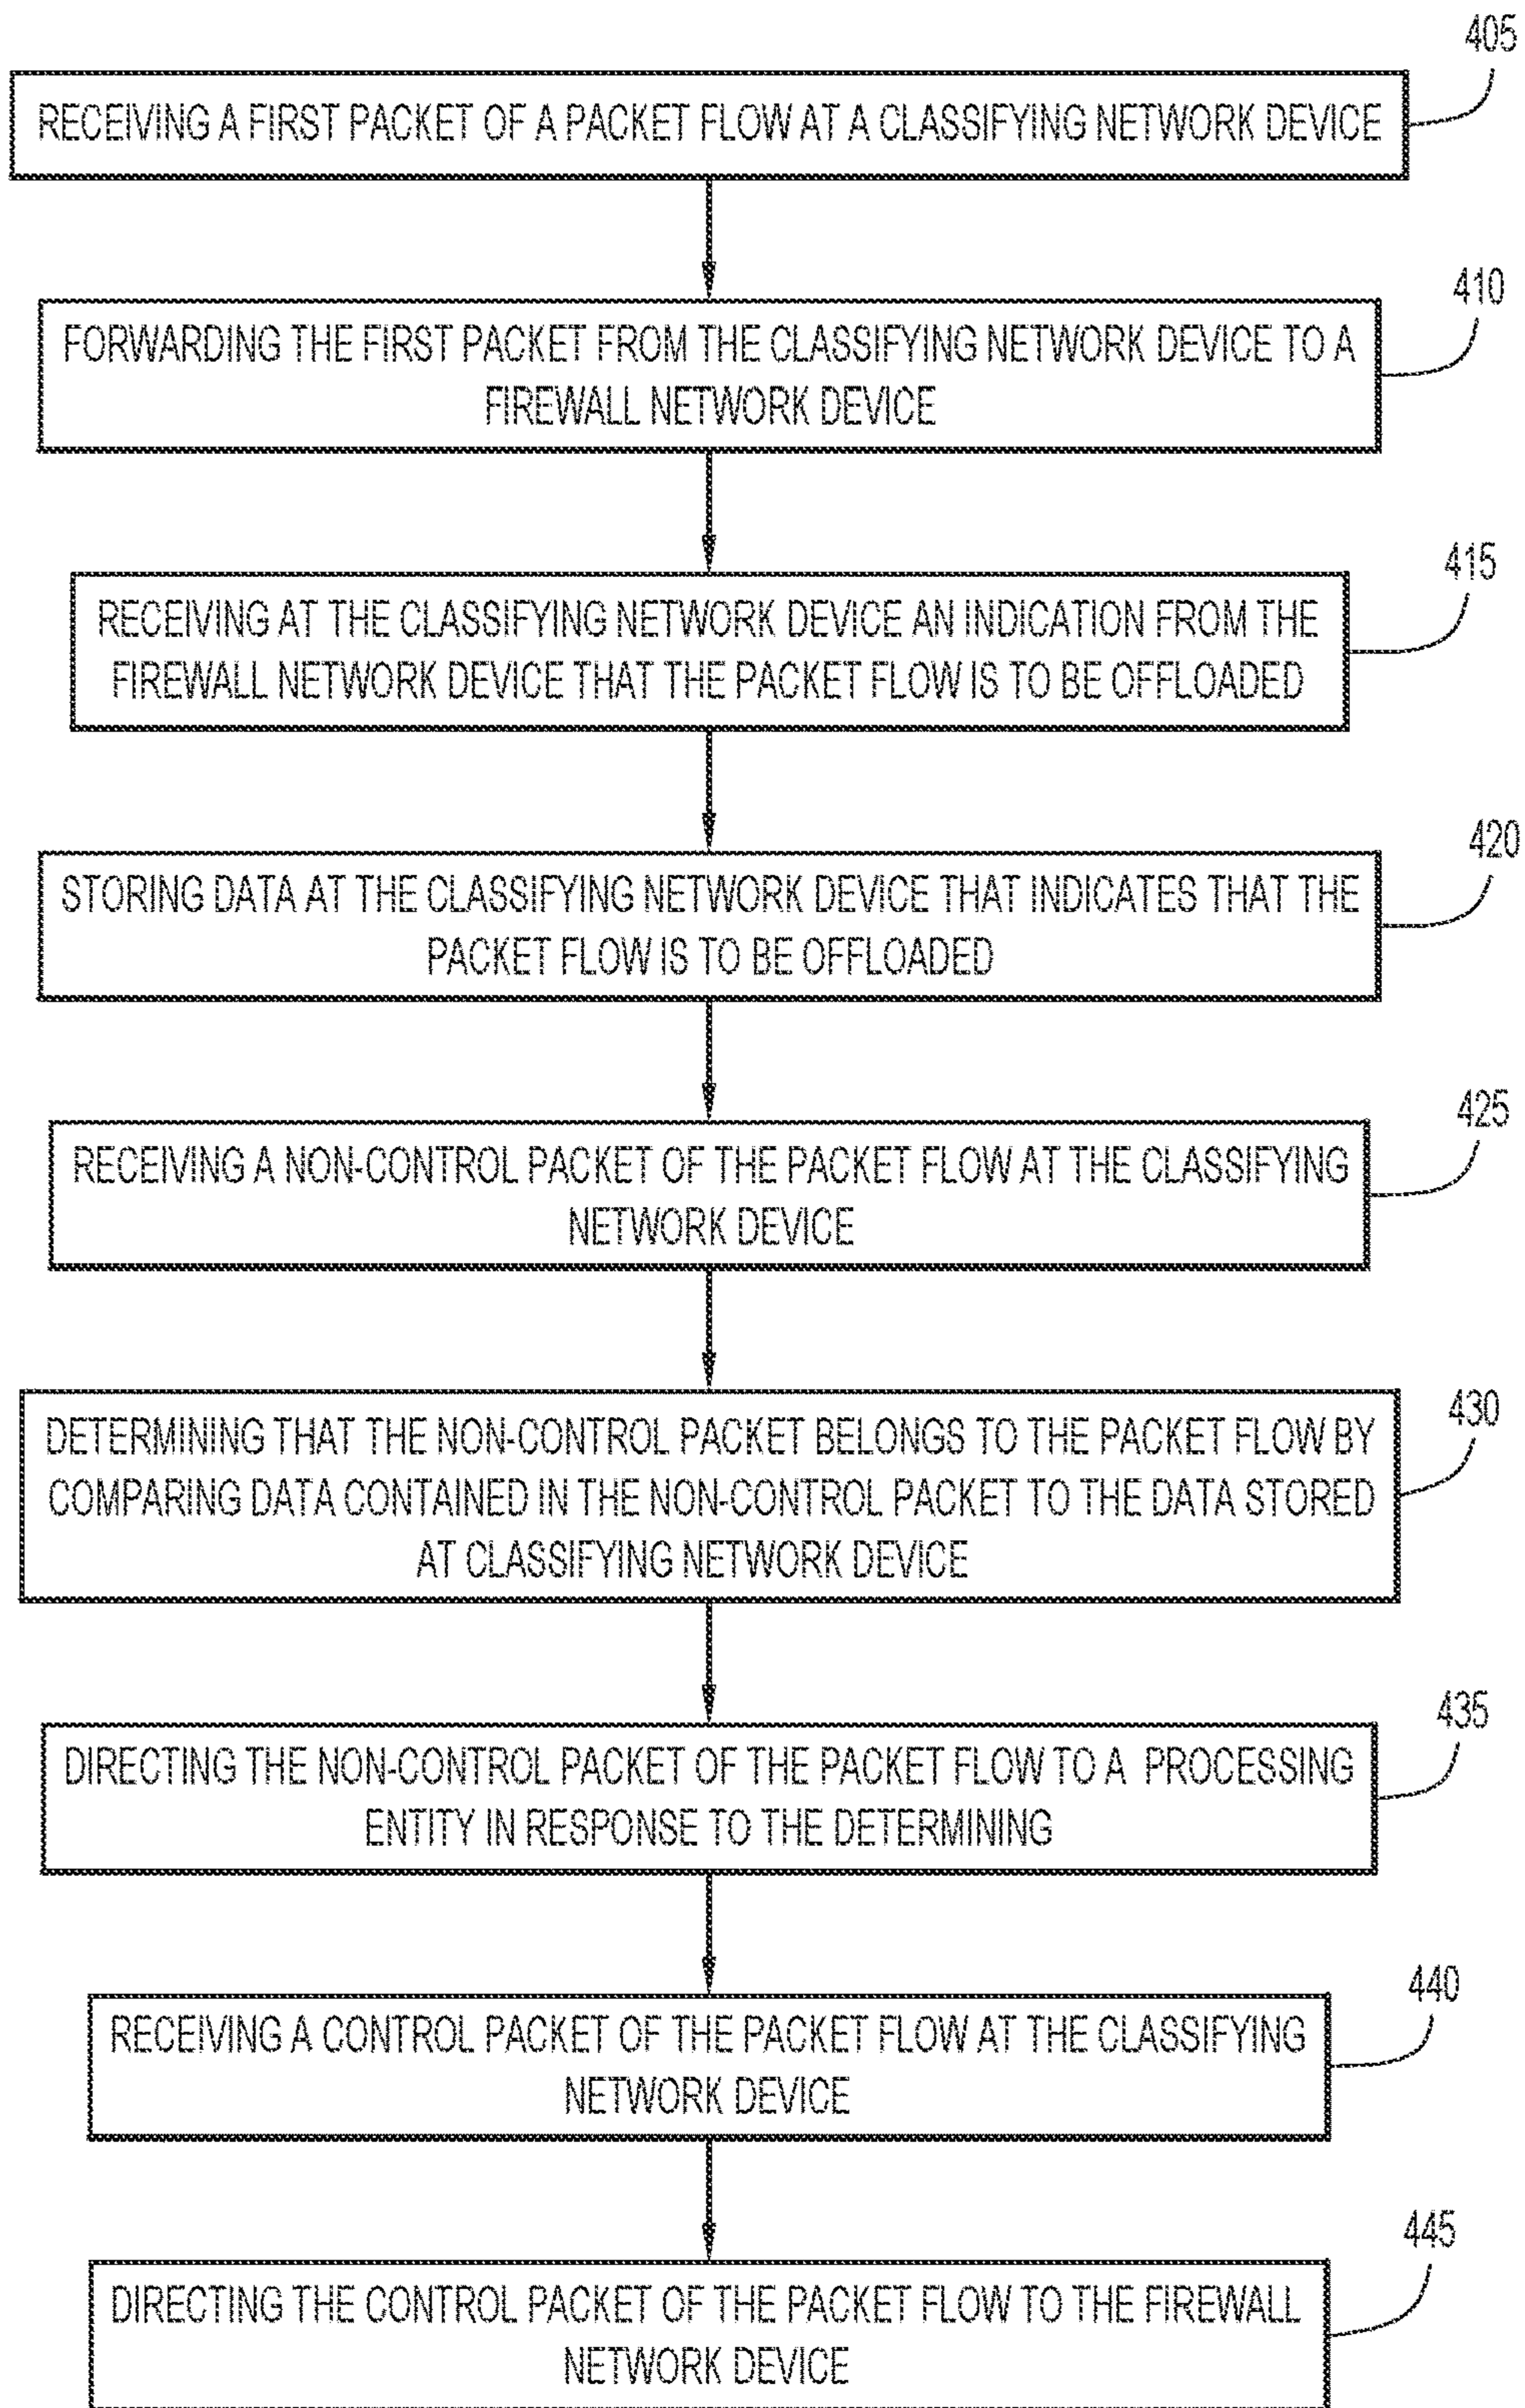 405
RECEIVING A FIRST PACKET OF A PACKET FLOW AT A CLASSIFYING NETWORK DEVICE
410
FORWARDING THE FIRST PACKET FROM THE CLASSIFYING NETWORK DEVICE TO A
FIREWALL NETWORK DEVICE
415
RECEIVING AT THE CLASSIFYING NETWORK DEVICE AN INDICATION FROM THE
FIREWALL NETWORK DEVICE THAT THE PACKET FLOW IS TO BE OFFLOADED
420
STORING DATA AT THE CLASSIFYING NETWORK DEVICE THAT INDICATES THAT THE
PACKET FLOW IS TO BE OFFLOADED
425
RECEIVING A NON-CONTROL PACKET OF THE PACKET FLOW AT THE CLASSIFYING
NETWORK DEVICE
430
DETERMINING THAT THE NON-CONTROL PACKET BELONGS TO THE PACKET FLOW BY
COMPARING DATA CONTAINED IN THE NON-CONTROL PACKET TO THE DATA STORED
AT CLASSIFYING NETWORK DEVICE
435
DIRECTING THE NON-CONTROL PACKET OF THE PACKET FLOW TO A PROCESSING
ENTITY IN RESPONSE TO THE DETERMINING
440
RECEIVING A CONTROL PACKET OF THE PACKET FLOW AT THE CLASSIFYING
NETWORK DEVICE
445
DIRECTING THE CONTROL PACKET OF THE PACKET FLOW TO THE FIREWALL
NETWORK DEVICE